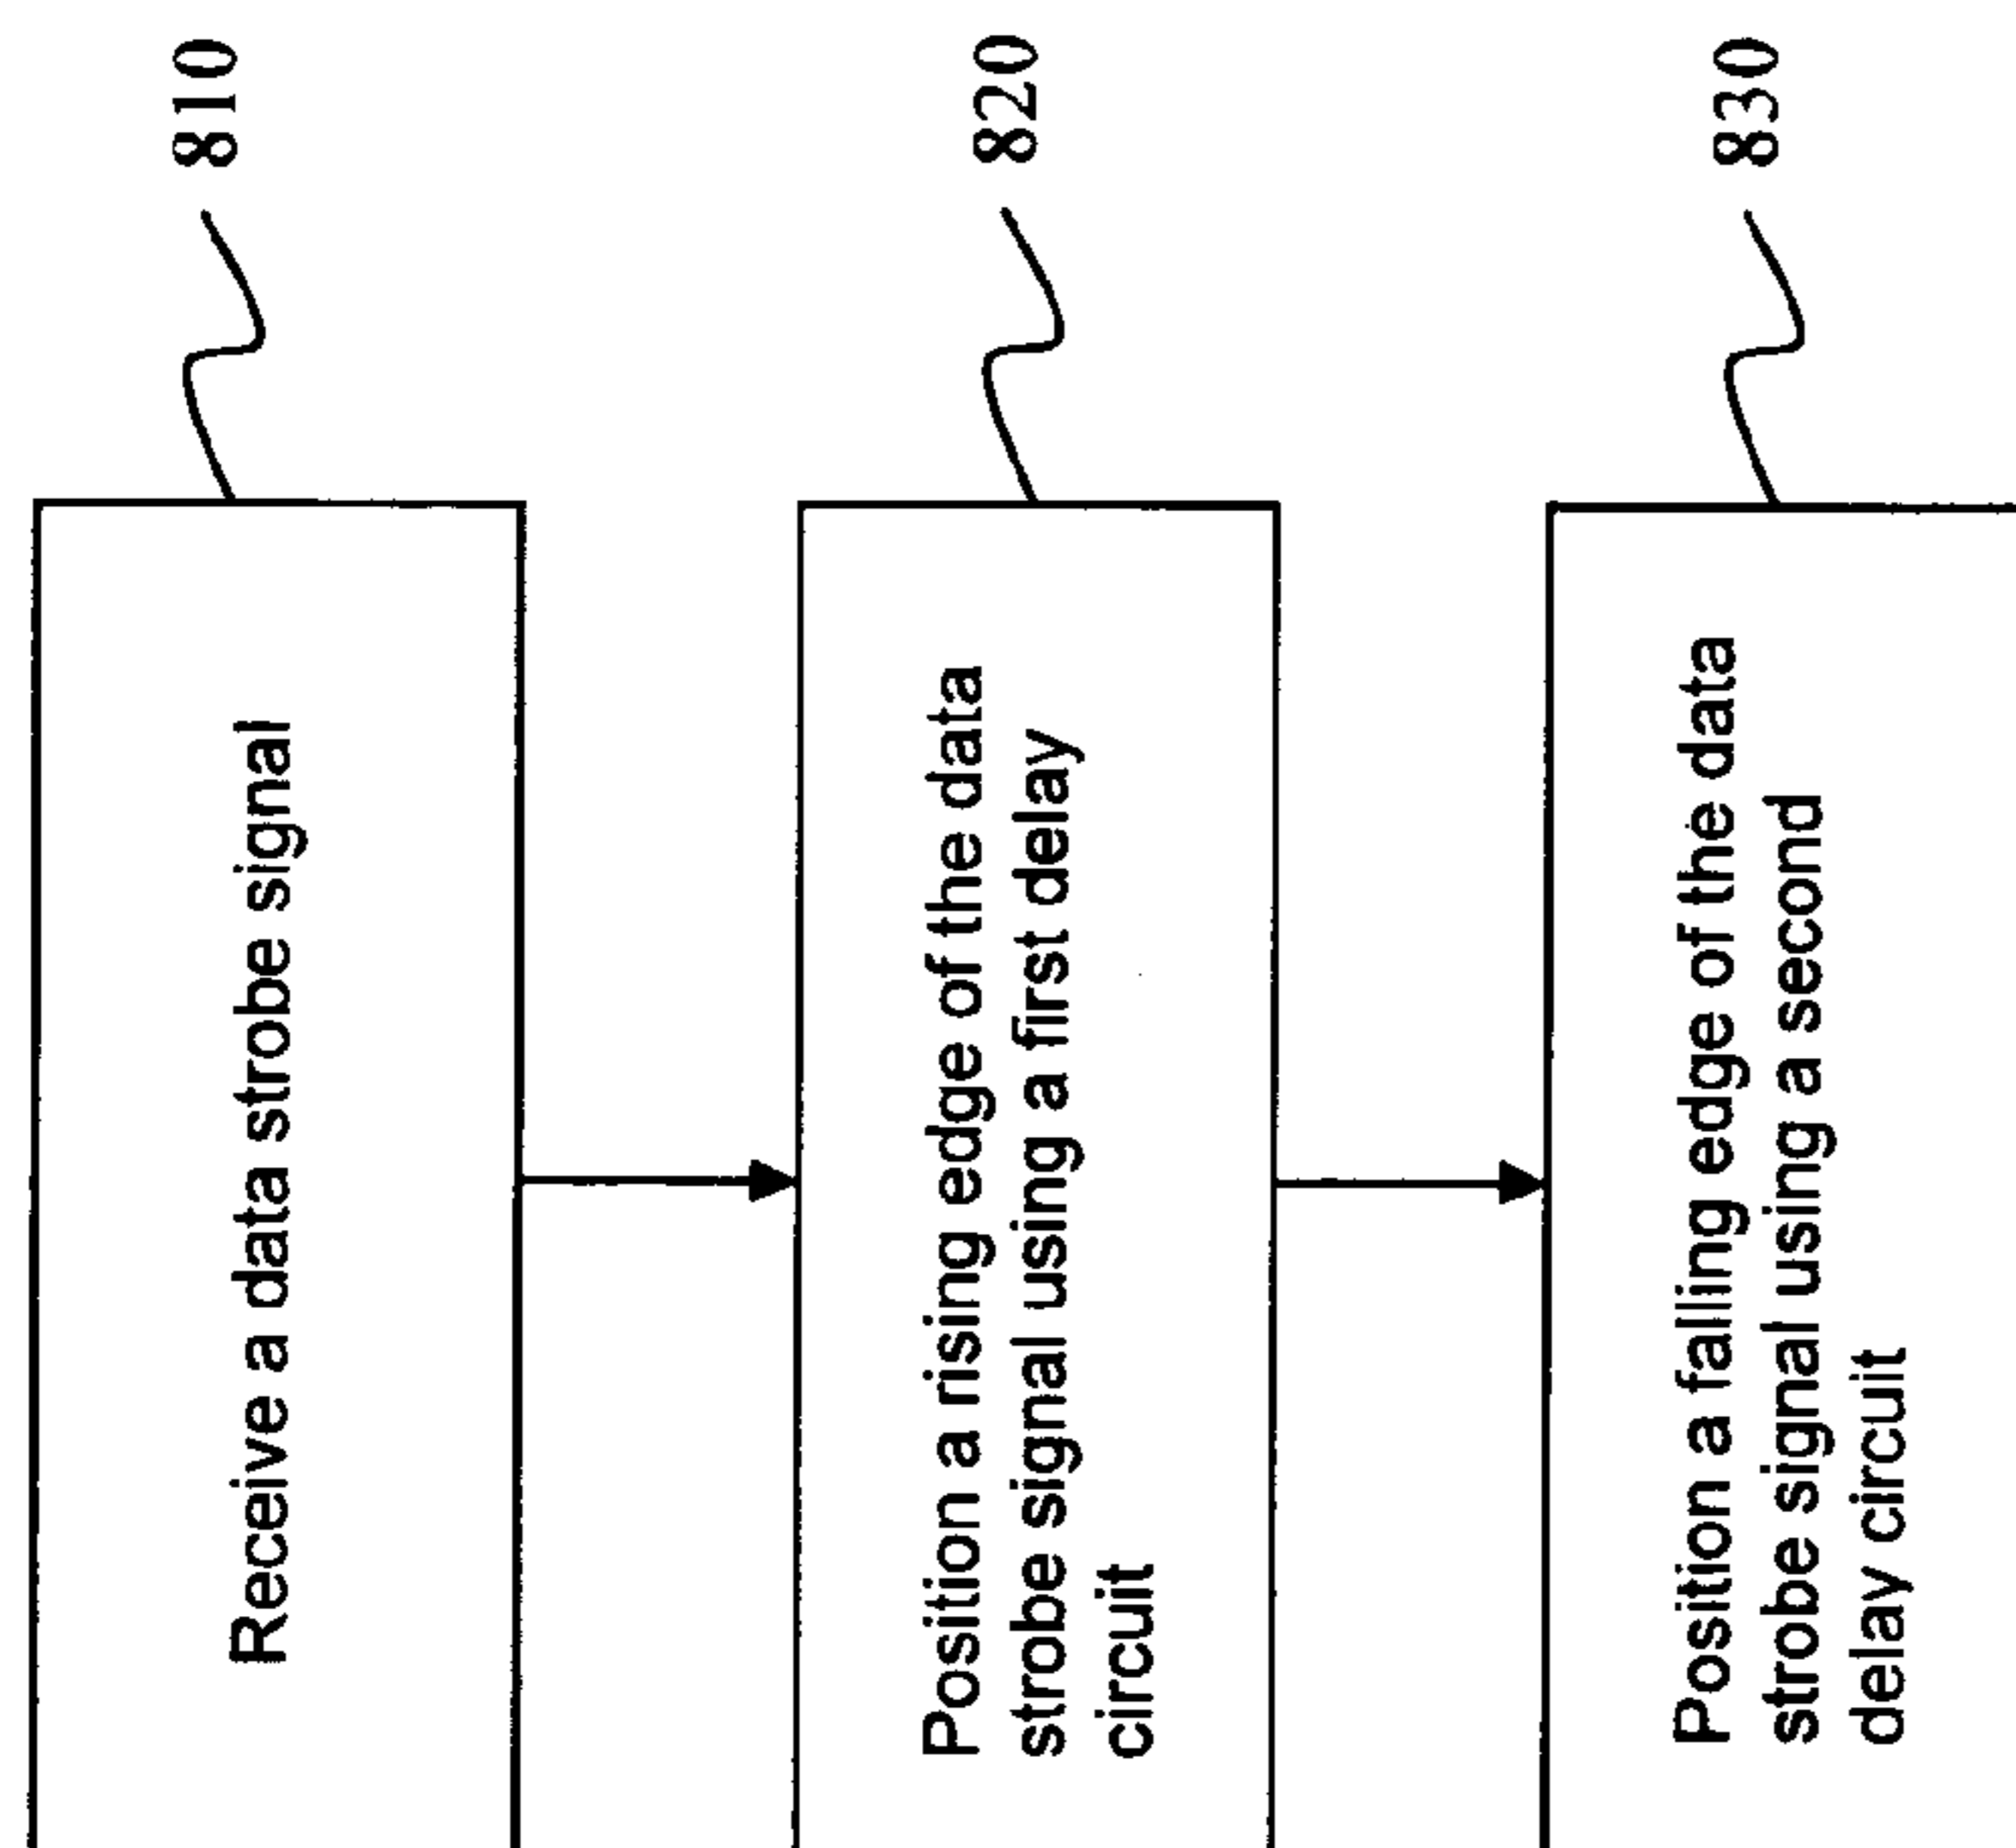 Receive a data strobe signal
810
Position a rising edge of the data
strobe signal using a first delay
circuit
820
Position a falling edge of the data
strobe signal using a second
delay circuit
830